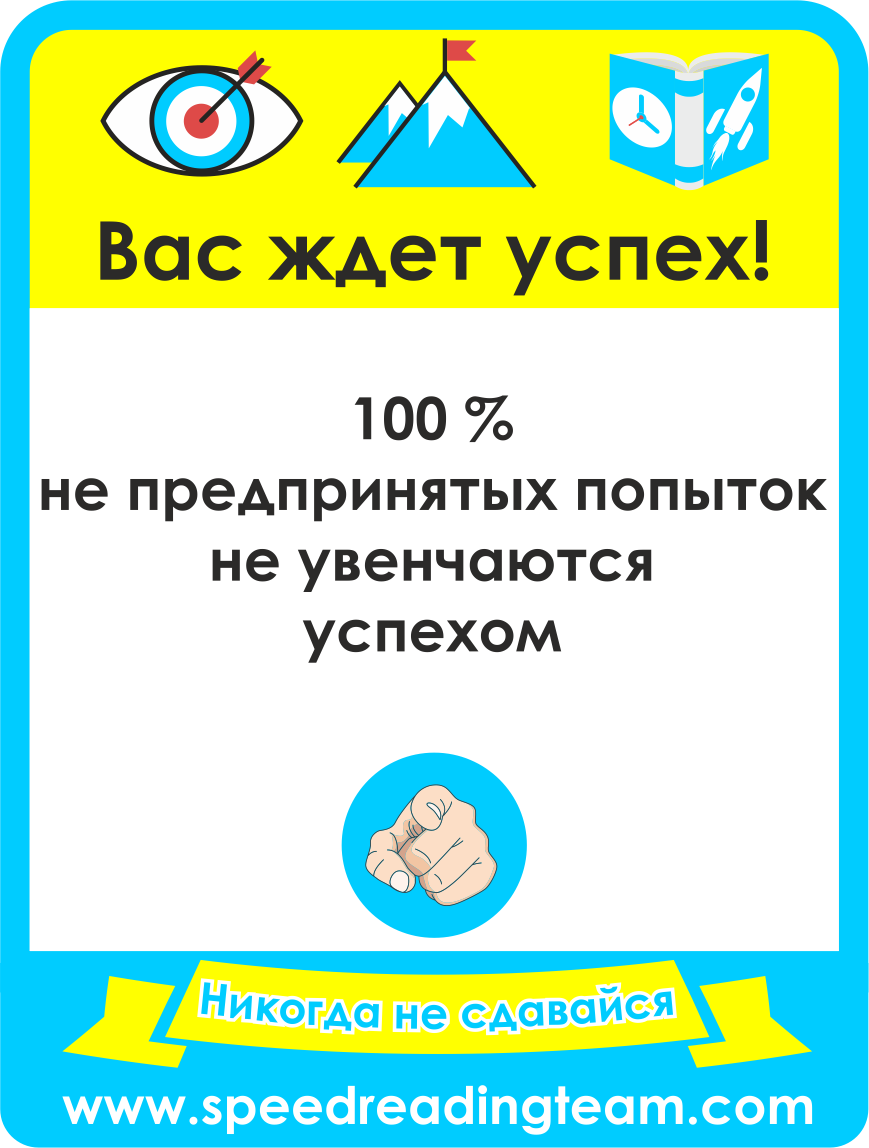 Вас ждет успех!
100 %
не предпринятых попыток
не увенчаются
успехом
Никогда не сдавайся
www.speedreadingteam.com